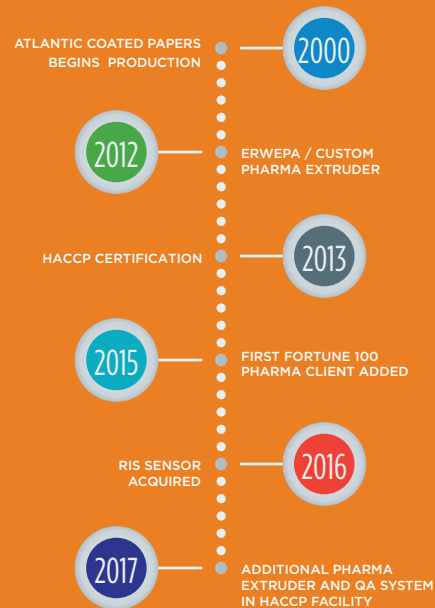 ATLANTIC COATED PAPERS
BEGINS PRODUCTION
2000
2012
ERWEPA / CUSTOM
PHARMA EXTRUDER
HACCP CERTIFICATION
2013
2015
FIRST FORTUNE 100
PHARMA CLIENT ADDED
RIS SENSOR
ACQUIRED
2016
2017
ADDITIONAL PHARMA
EXTRUDER AND QA SYSTEM
IN HACCP FACILITY